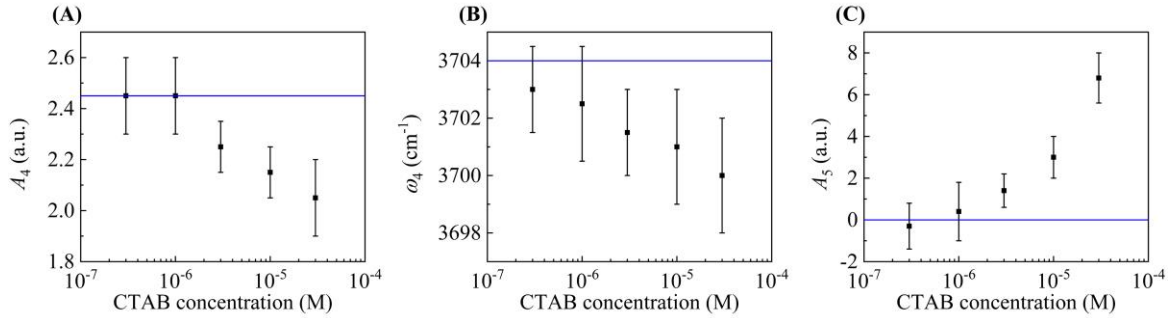 (A)
A₄ (a.u.)
2.6
2.4
2.2
2.0
1.8
10⁻⁷ 10⁻⁶ 10⁻⁵ 10⁻⁴
CTAB concentration (M)
(B)
ω₄ (cm⁻¹)
3704
3702
3700
3698
10⁻⁷ 10⁻⁶ 10⁻⁵ 10⁻⁴
CTAB concentration (M)
(C)
A₅ (a.u.)
8
6
4
2
0
-2
10⁻⁷ 10⁻⁶ 10⁻⁵ 10⁻⁴
CTAB concentration (M)